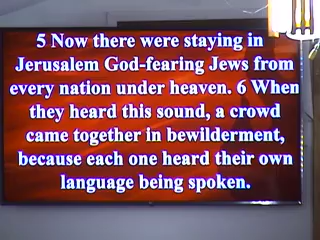 5 Now there were staying in
Jerusalem God-fearing Jews from
every nation under heaven. 6 When
they heard this sound, a crowd
came together in bewilderment,
because each one heard their own
language being spoken.